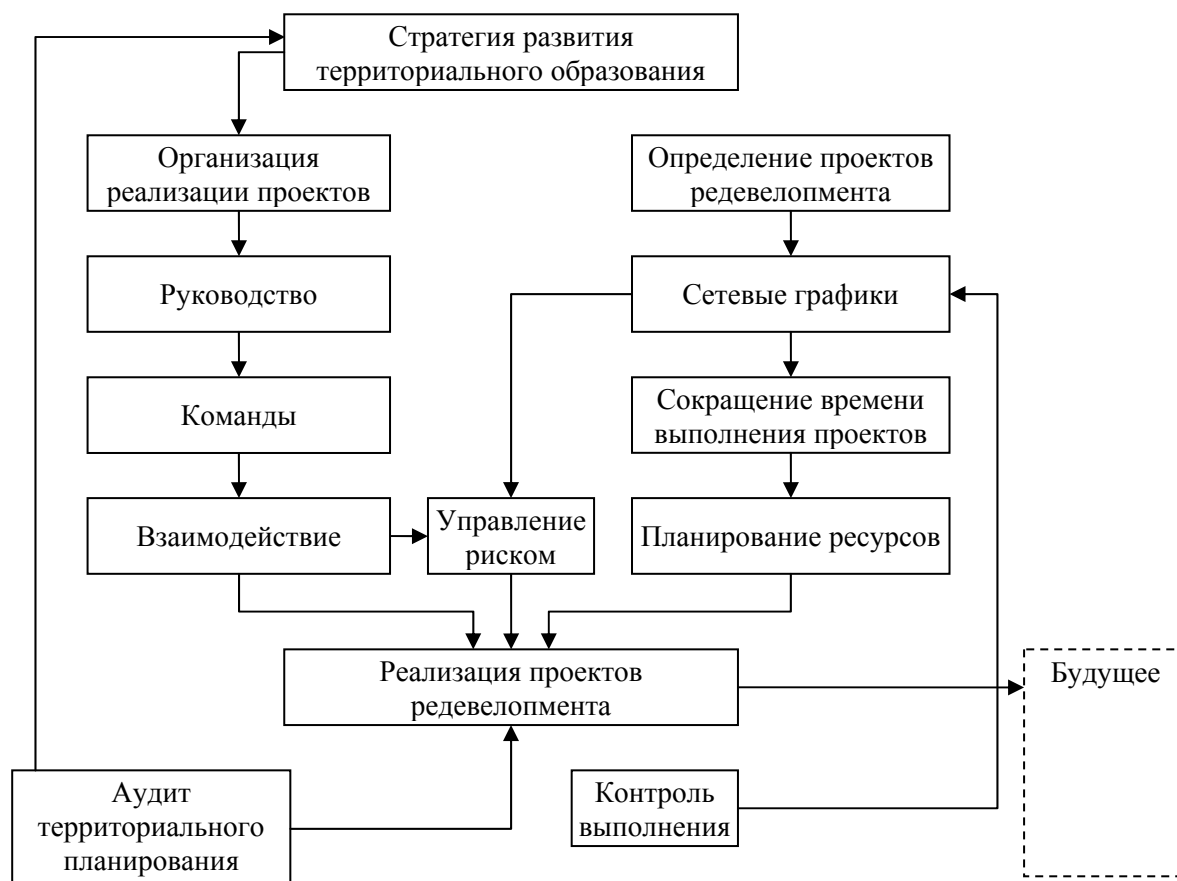 Стратегия развития
территориального образования
Организация
реализации проектов
Определение проектов
редевелопмента
Руководство
Сетевые графики
Команды
Сокращение времени
выполнения проектов
Взаимодействие
Управление
риском
Планирование ресурсов
Реализация проектов
редевелопмента
Будущее
Аудит
территориального
планирования
Контроль
выполнения